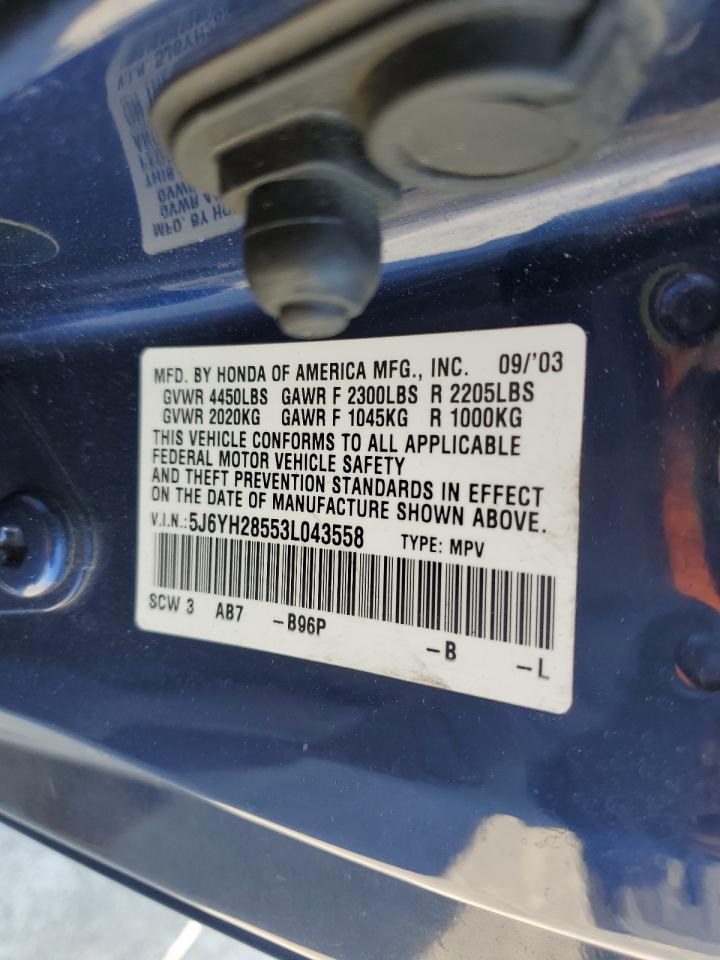 MFD. BY HONDA OF AMERICA MFG., INC. 09/'03
GVWR 4450LBS GAWR F 2300LBS R 2205LBS
GVWR 2020KG GAWR F 1045KG R 1000KG
THIS VEHICLE CONFORMS TO ALL APPLICABLE
FEDERAL MOTOR VEHICLE SAFETY
AND THEFT PREVENTION STANDARDS IN EFFECT
ON THE DATE OF MANUFACTURE SHOWN ABOVE.
V.I.N.: 5J6YH28553L043558 TYPE: MPV
SCW 3 AB7 -B96P -B -L